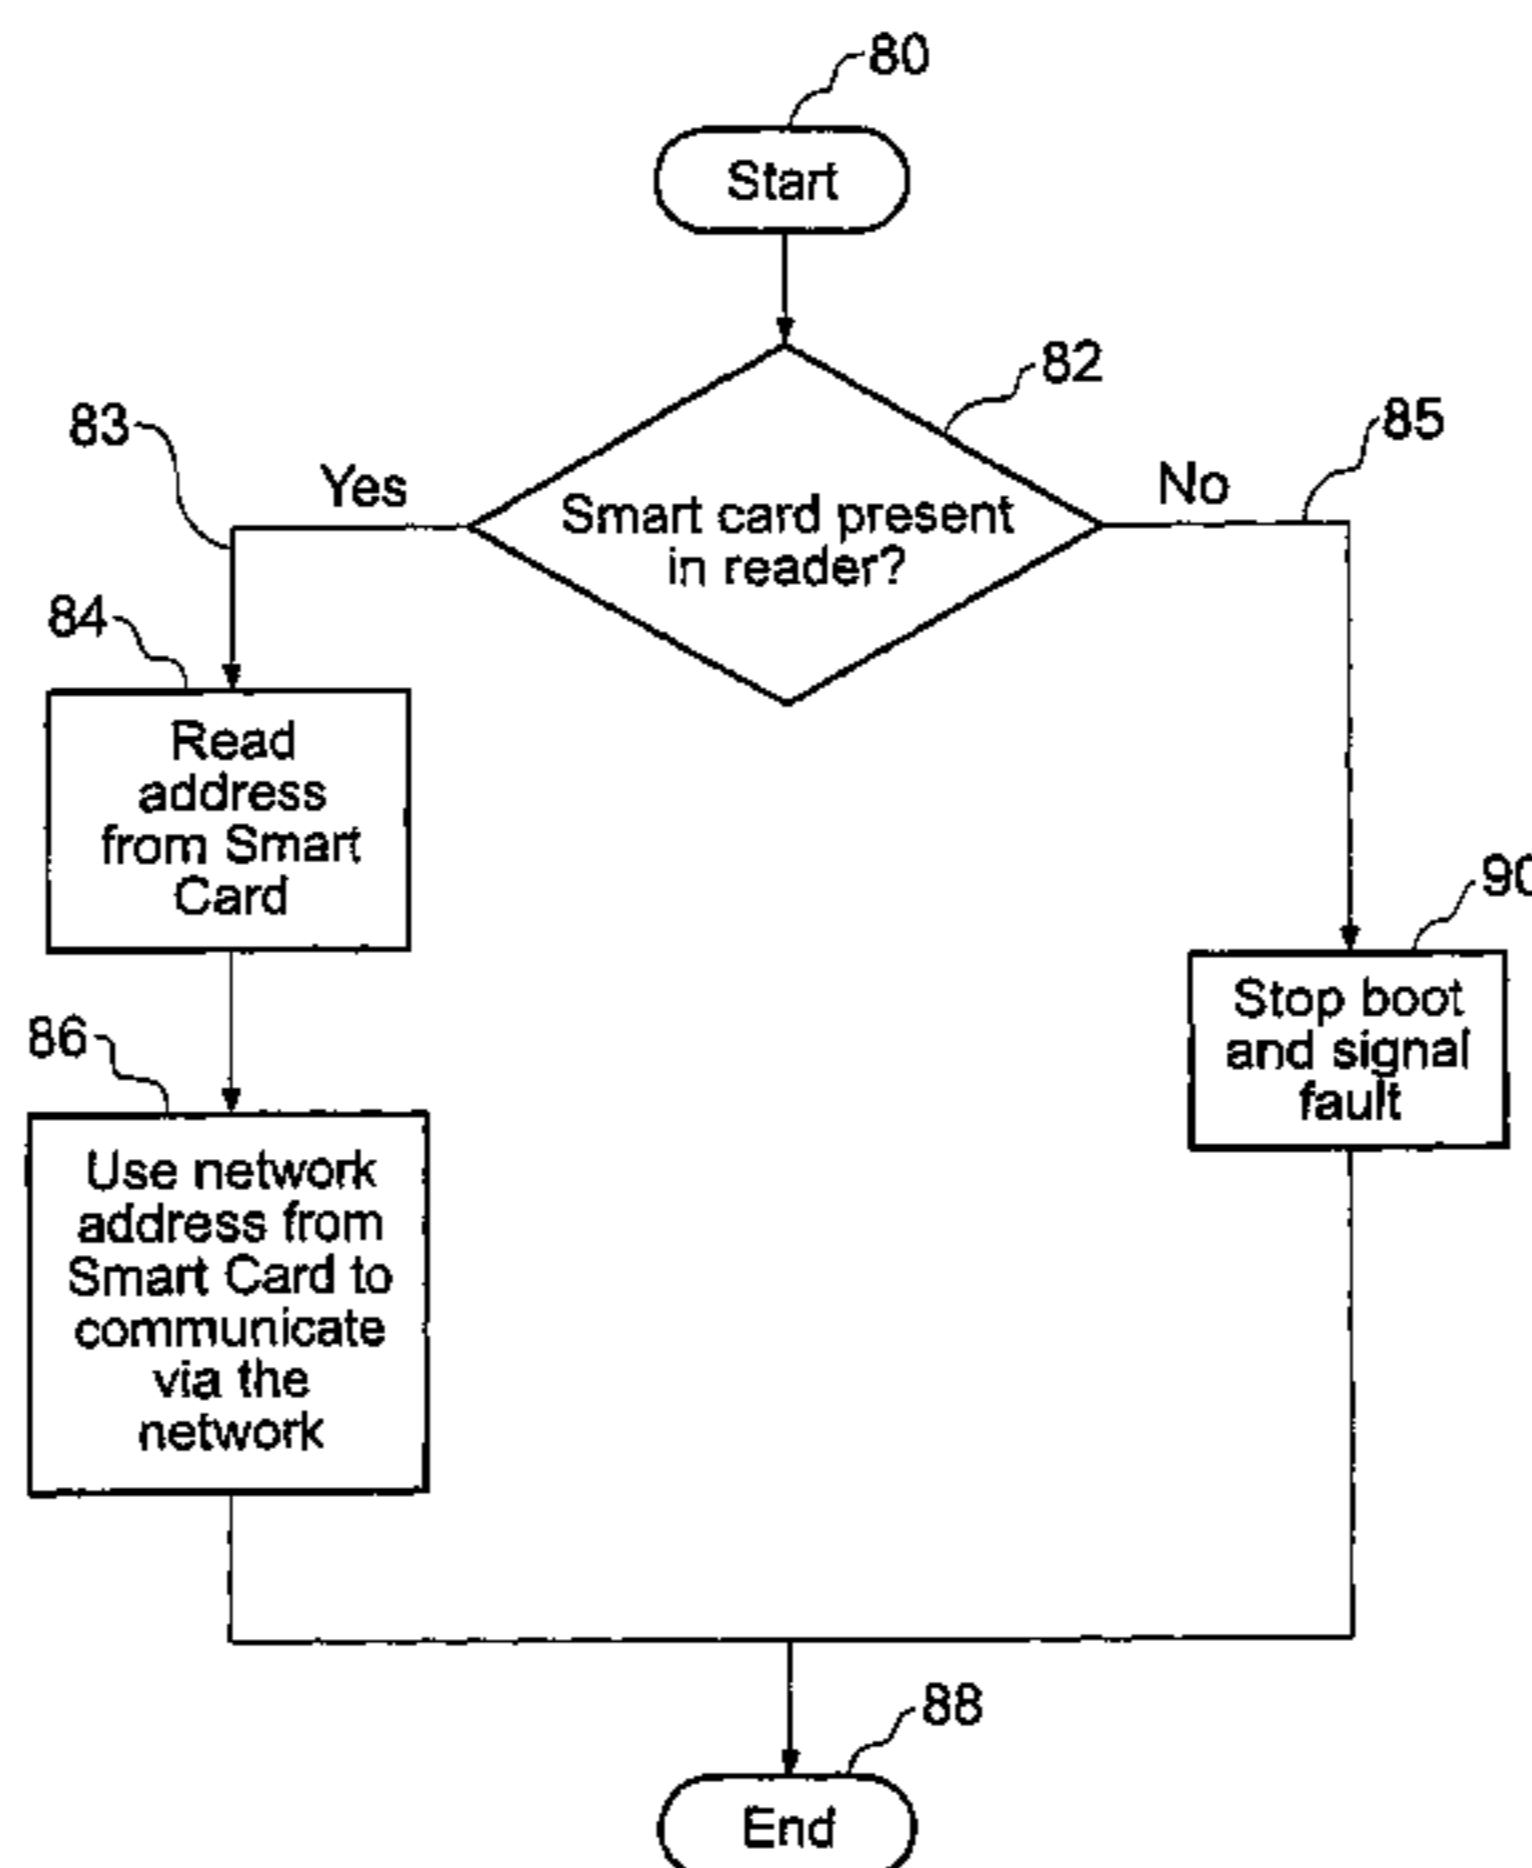 80
Start
82
83
85
Yes
No
Smart card present
in reader?
84
Read
address
from Smart
Card
90
Stop boot
and signal
fault
86
Use network
address from
Smart Card to
communicate
via the
network
88
End